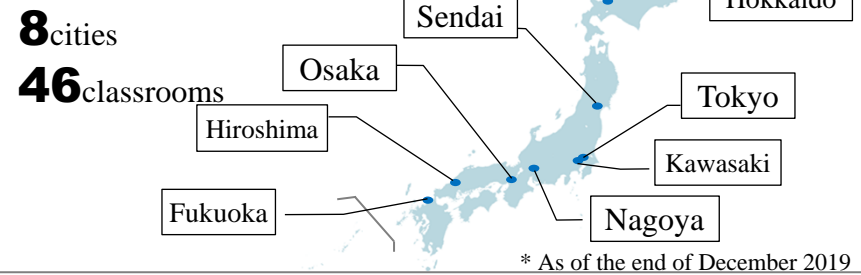 Hokkaido
8cities
Sendai
46classrooms
Osaka
Tokyo
Hiroshima
Kawasaki
Fukuoka
Nagoya
* As of the end of December 2019